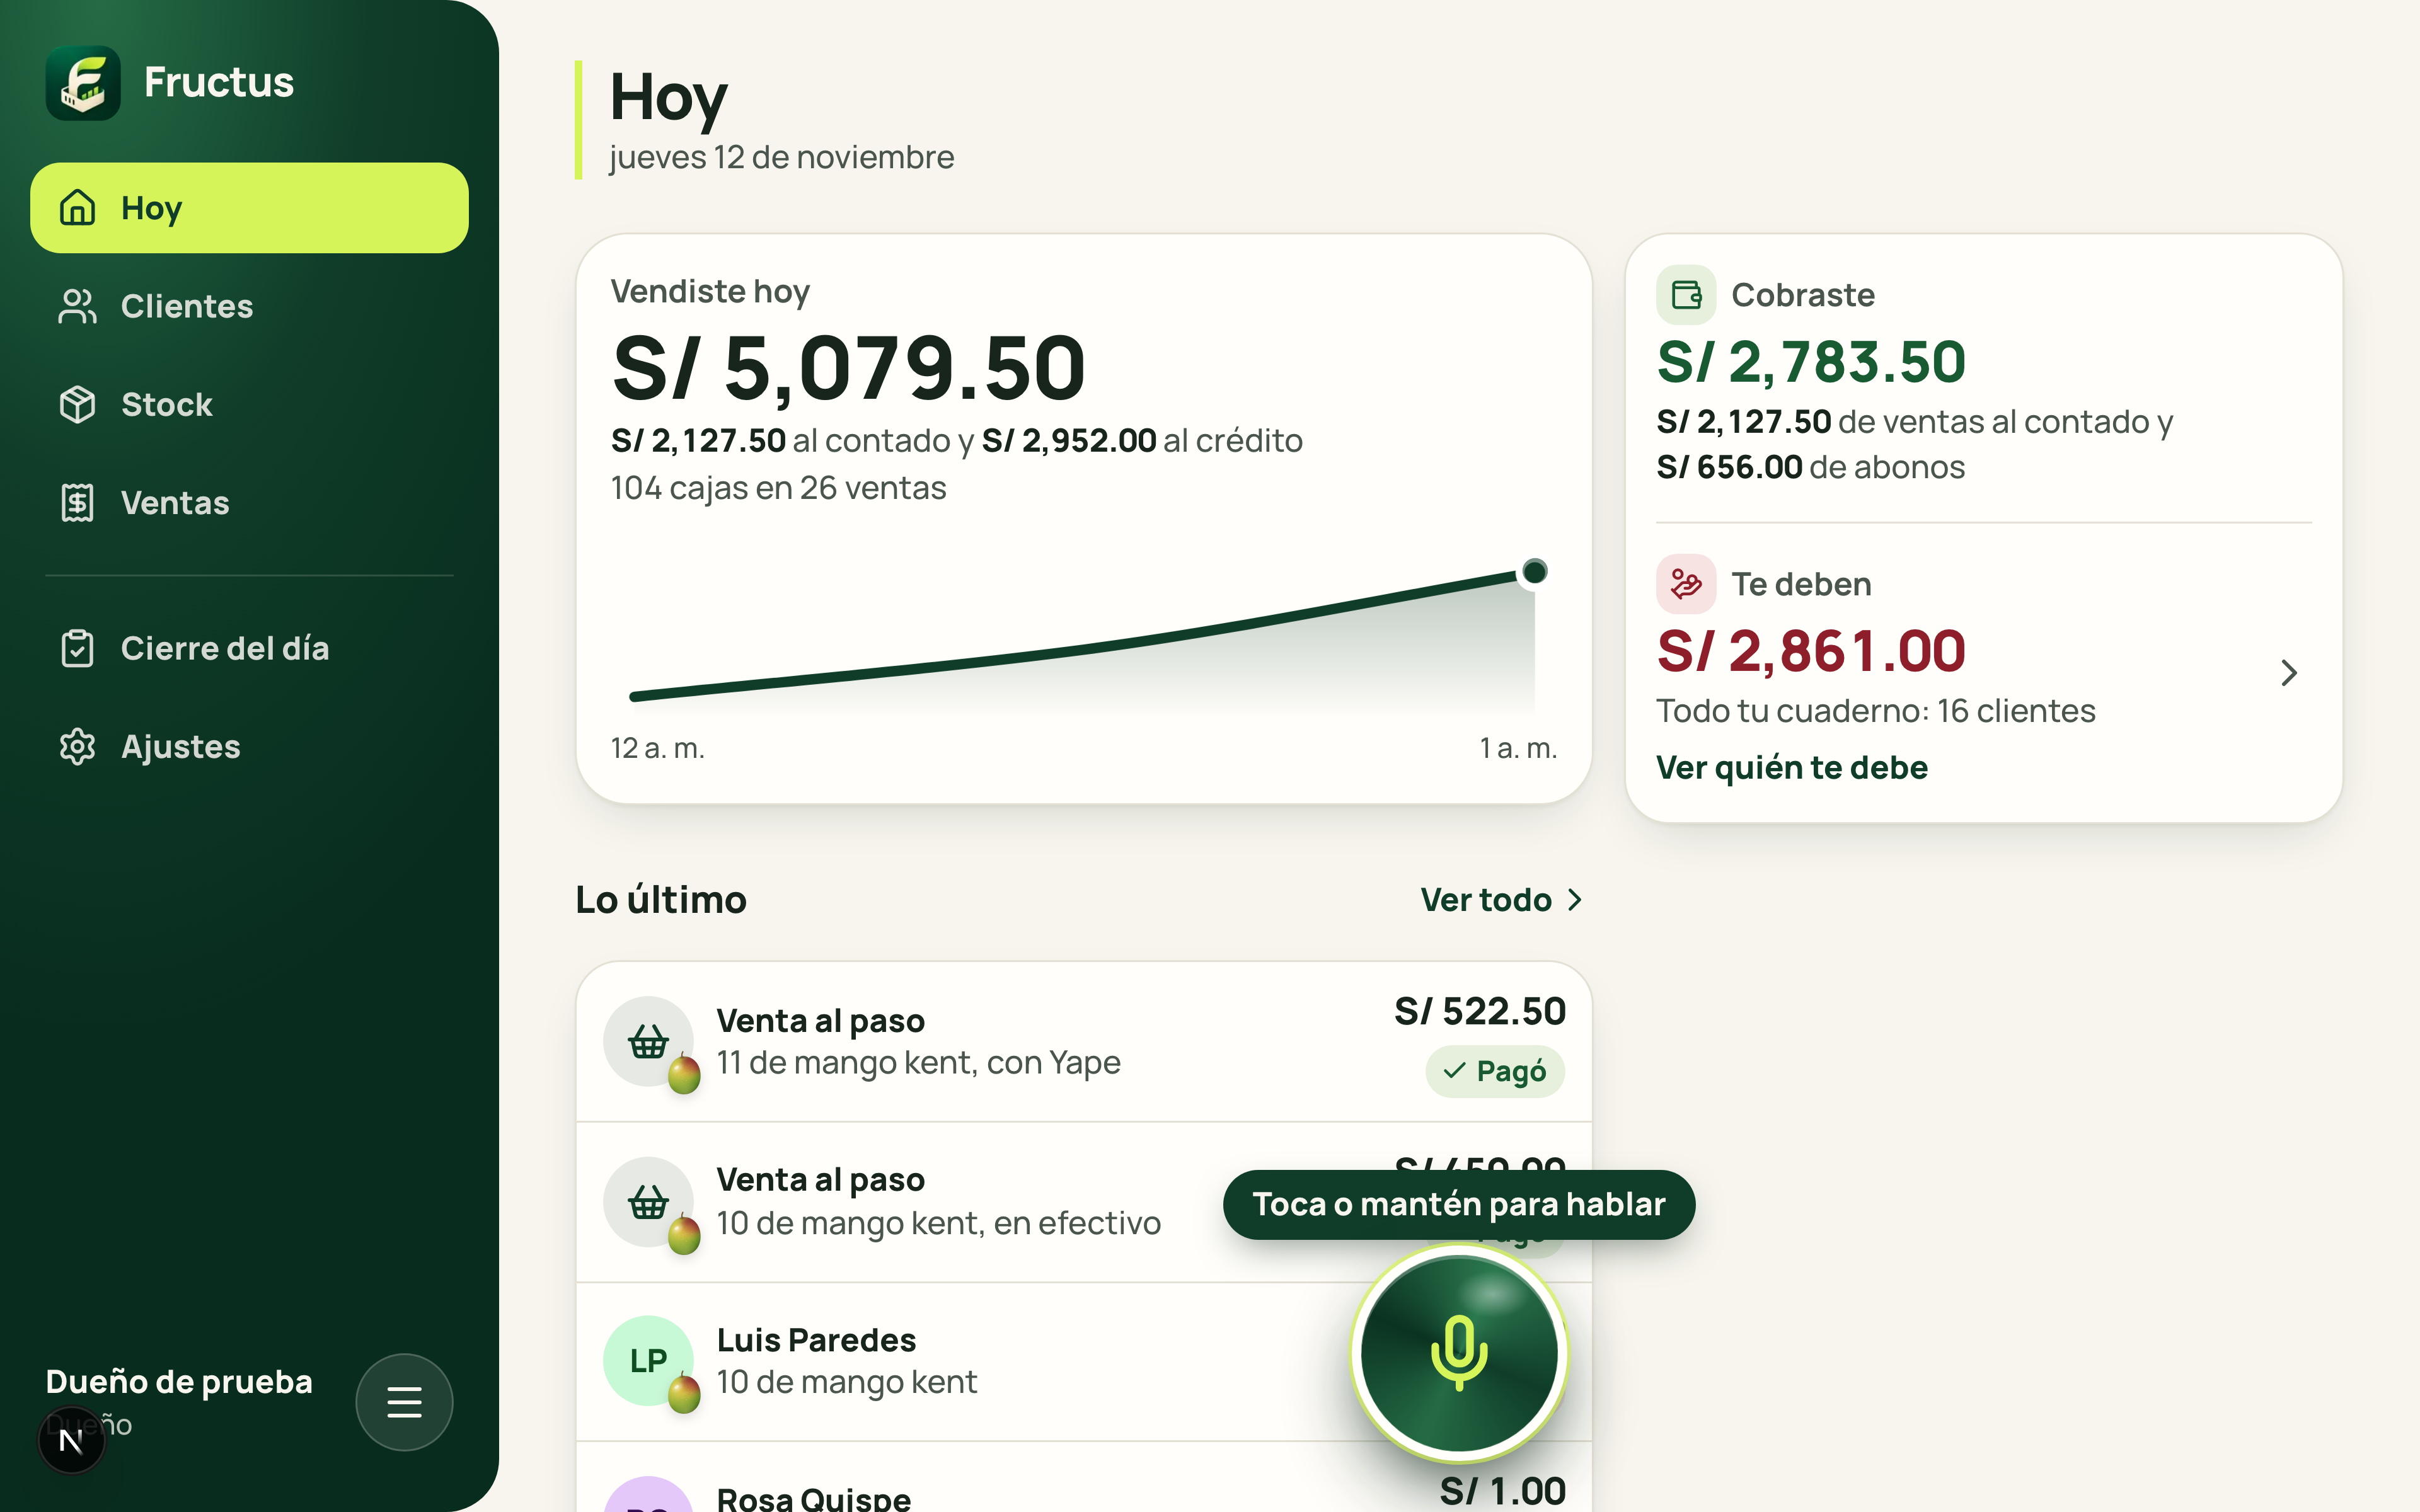 Fructus
Hoy
Clientes
Stock
Ventas
Cierre del día
Ajustes
Dueño de prueba
Hoy
jueves 12 de noviembre
Vendiste hoy
S/ 5,079.50
S/ 2,127.50 al contado y S/ 2,952.00 al crédito
104 cajas en 26 ventas
12 a. m.
1 a. m.
Cobraste
S/ 2,783.50
S/ 2,127.50 de ventas al contado y
S/ 656.00 de abonos
Te deben
S/ 2,861.00
Todo tu cuaderno: 16 clientes
Ver quién te debe
Lo último
Ver todo
Venta al paso
11 de mango kent, con Yape
S/ 522.50
Pagó
Venta al paso
10 de mango kent, en efectivo
Toca o mantén para hablar
LP
Luis Paredes
10 de mango kent
Rosa Quispe
S/ 1.00
N